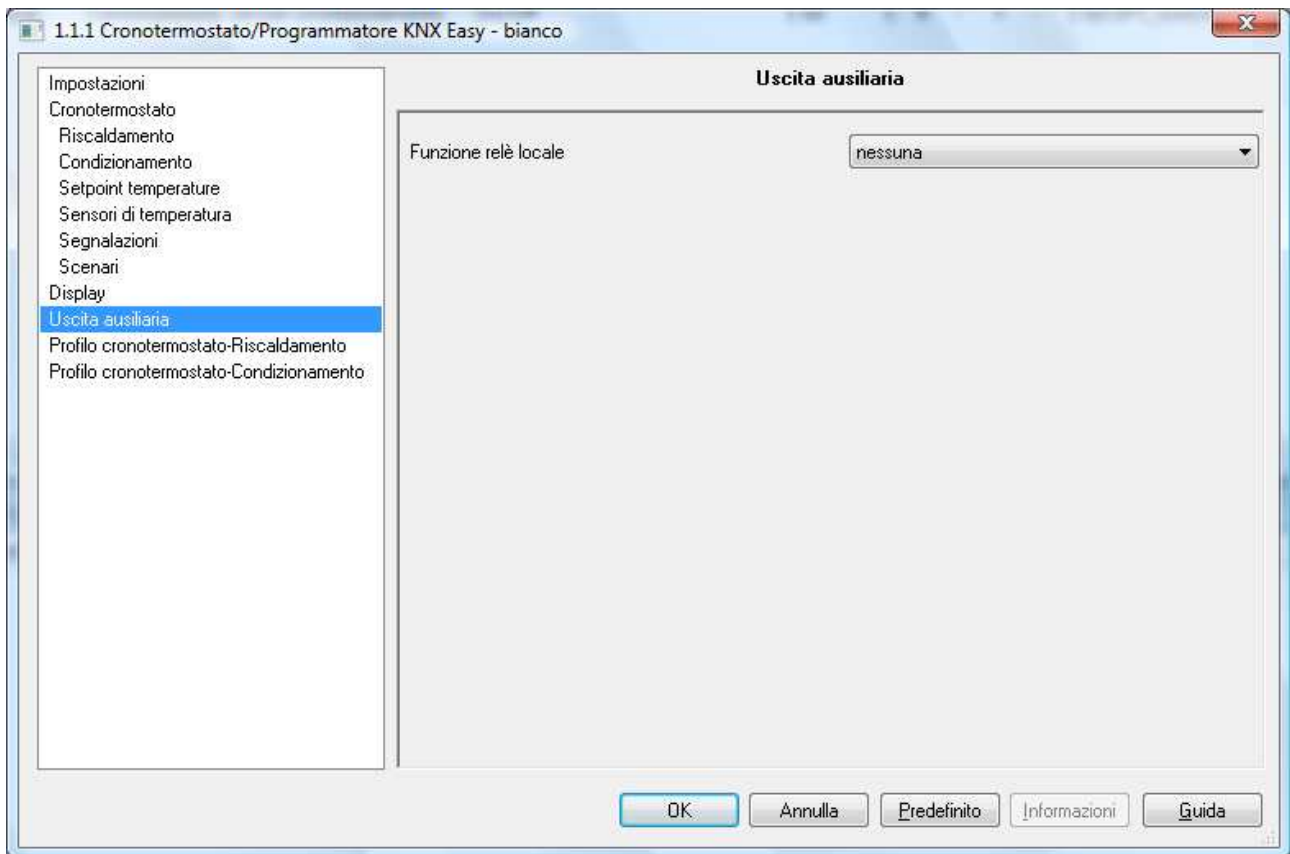 1.1.1 Cronotermostato/Programmatore KNX Easy - bianco
Impostazioni
Cronotermostato
Riscaldamento
Condizionamento
Setpoint temperature
Sensori di temperatura
Segnalazioni
Scenari
Display
Uscita ausiliaria
Profilo cronotermostato-Riscaldamento
Profilo cronotermostato-Condizionamento
Uscita ausiliaria
Funzione relè locale
nessuna
OK
Annulla
Predefinito
Informazioni
Guida